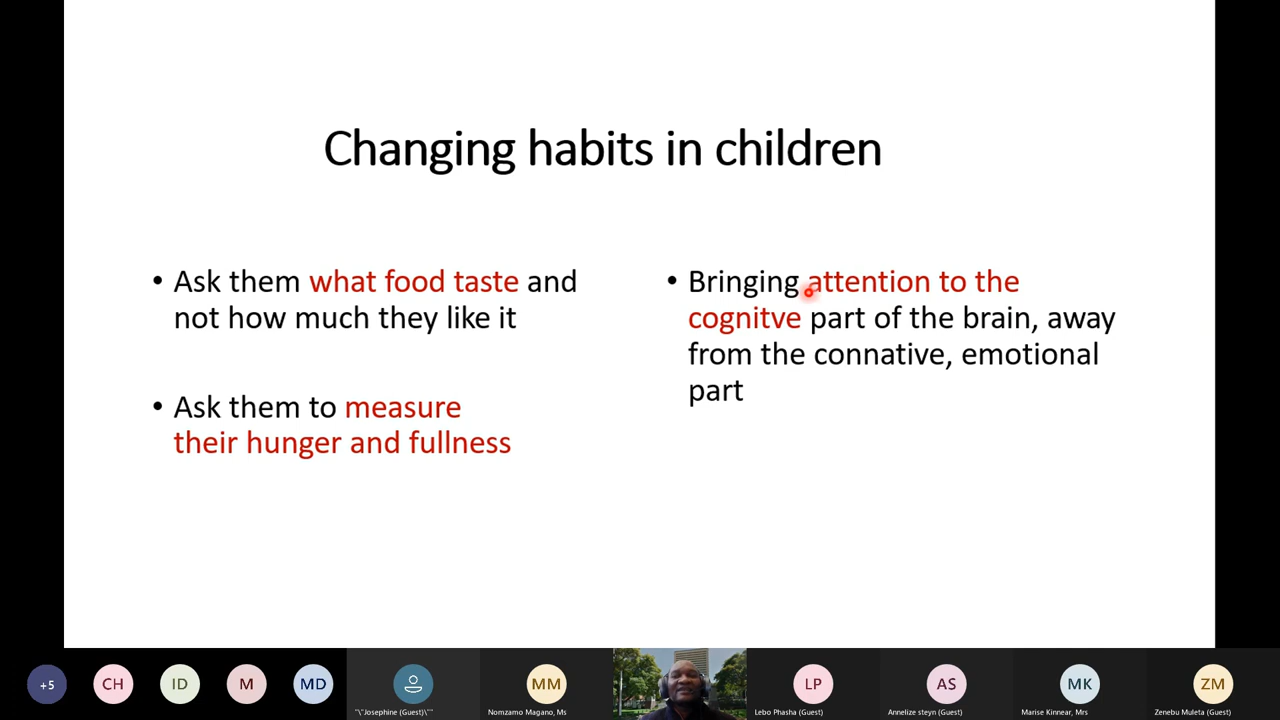 Changing habits in children
• Ask them what food taste and
not how much they like it
• Ask them to measure
their hunger and fullness
• Bringing attention to the
cognitve part of the brain, away
from the connative, emotional
part
+5
CH
ID
M
MD
"\"Josephine (Guest)\""
MM
Nomzamo Magano, Ms
LP
Lebo Phasha (Guest)
AS
Annelize steyn (Guest)
MK
Marise Kinnear, Mrs
ZM
Zenebu Muleta (Guest)